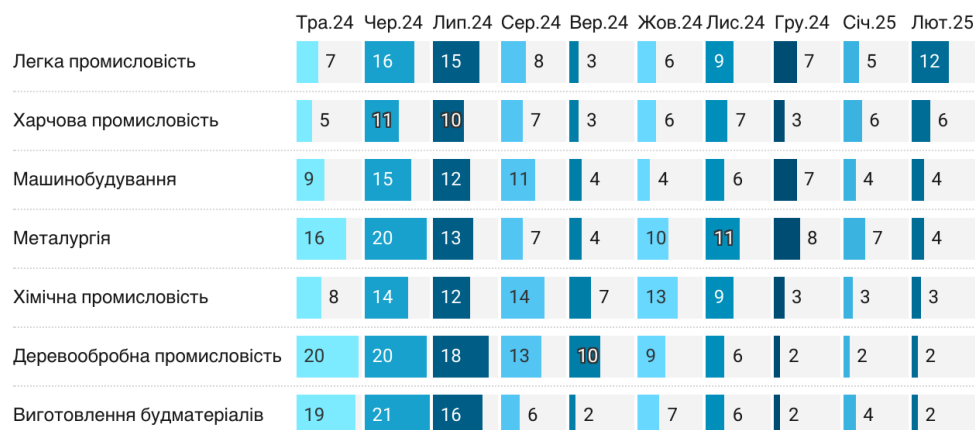 Тра.24 Чер.24 Лип.24 Сер.24 Вер.24 Жов.24 Лис.24 Гру.24 Січ.25 Лют.25
Легка промисловість 7 16 15 8 3 6 9 7 5 12
Харчова промисловість 5 11 10 7 3 6 7 3 6 6
Машинобудування 9 15 12 11 4 4 6 7 4 4
Металургія 16 20 13 7 4 10 11 8 7 4
Хімічна промисловість 8 14 12 14 7 13 9 3 3 3
Деревообробна промисловість 20 20 18 13 10 9 6 2 2 2
Виготовлення будматеріалів 19 21 16 6 2 7 6 2 4 2